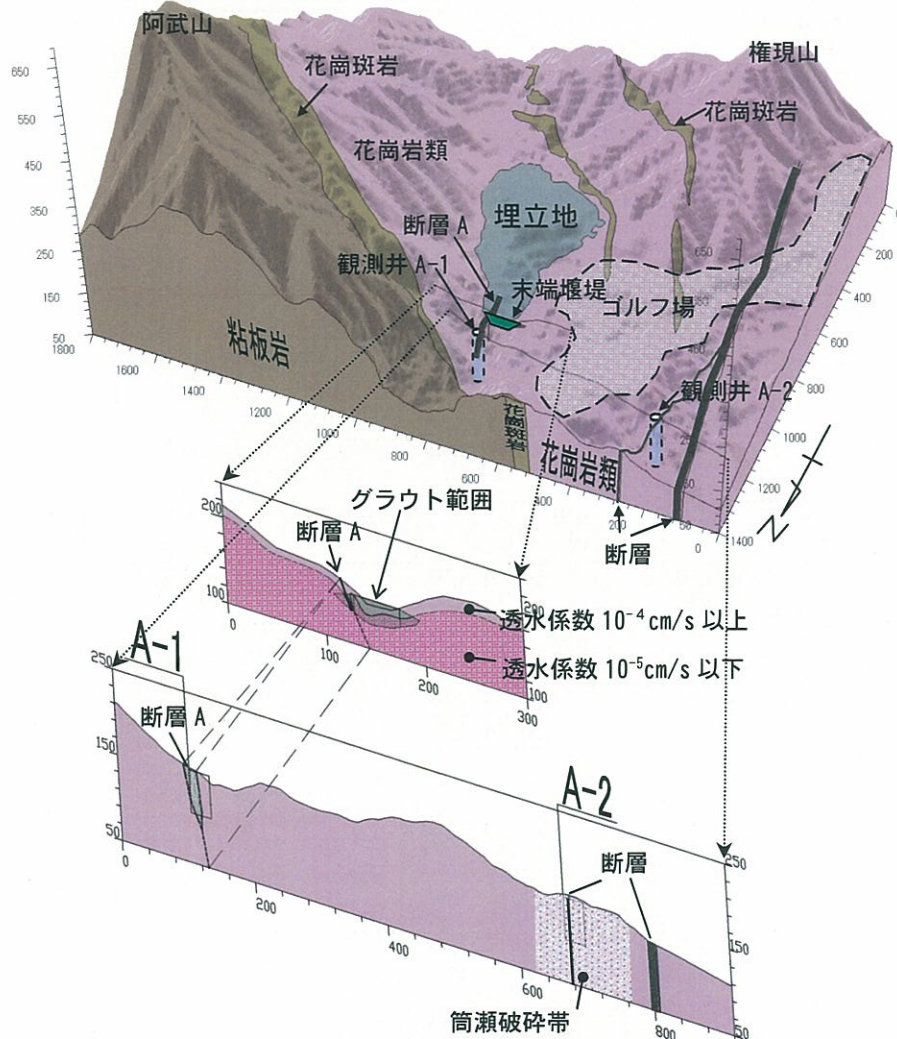 阿武山
権現山
花崗斑岩
花崗斑岩
花崗岩類
埋立地
断層 A
観測井 A-1
末端堰堤
ゴルフ場
粘板岩
観測井 A-2
花崗斑岩
花崗岩類
断層
N
650
550
450
350
250
150
50
1800
1600
1400
1200
1000
800
600
400
200
0
200
400
600
800
1000
1200
1400
グラウト範囲
断層 A
200
100
0
100
200
300
200
100
透水係数 10⁻⁴cm/s 以上
透水係数 10⁻⁵cm/s 以下
A-1
断層 A
250
150
50
0
200
400
600
800
A-2
断層
250
150
50
筒瀬破砕帯